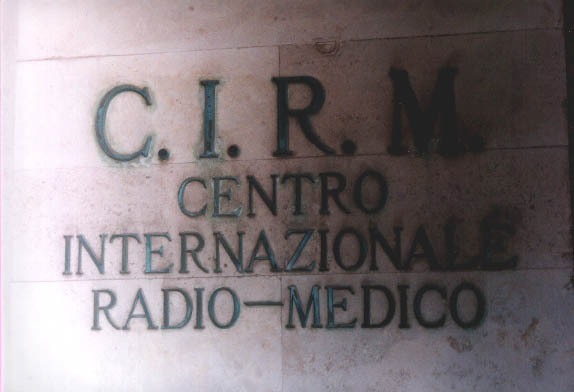 C.I.R.M.
CENTRO
INTERNAZIONALE
RADIO-MEDICO